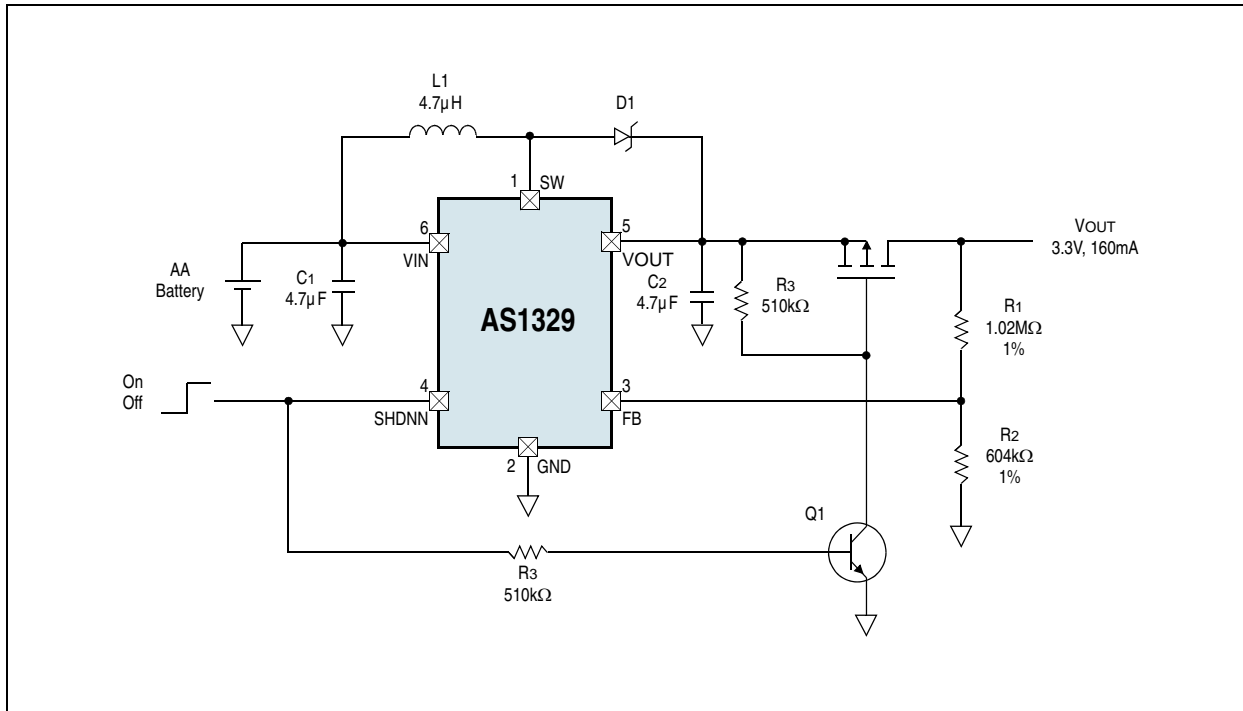 L1
4.7µH
D1
1
SW
6
VIN
5
VOUT
AA
Battery
C1
4.7µF
C2
4.7µF
R3
510kΩ
VOUT
3.3V, 160mA
R1
1.02MΩ
1%
AS1329
On
Off
4
SHDNN
3
FB
2
GND
R2
604kΩ
1%
Q1
R3
510kΩ